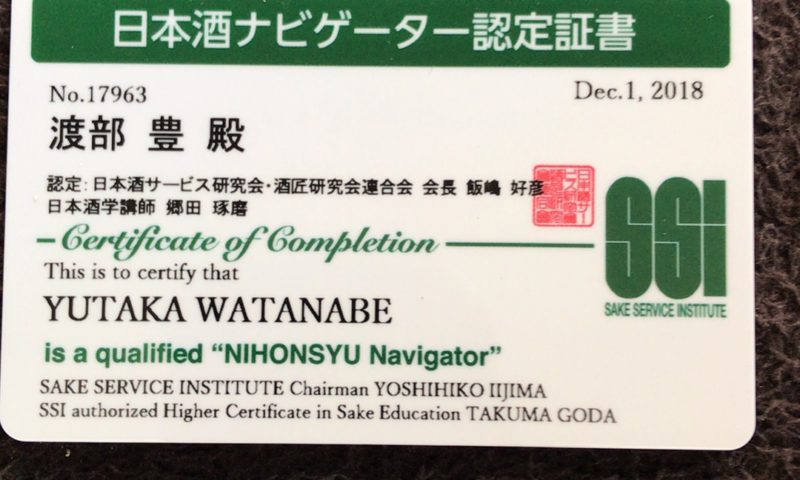 日本酒ナビゲーター認定証書
No.17963
Dec.1, 2018
渡部 豊 殿
認定:日本酒サービス研究会・酒匠研究会連合会 会長 飯嶋 好彦
日本酒学講師 郷田 琢磨
Certificate of Completion
SSI
SAKE SERVICE INSTITUTE
This is to certify that
YUTAKA WATANABE
is a qualified “NIHONSYU Navigator”
SAKE SERVICE INSTITUTE Chairman YOSHIHIKO IIJIMA
SSI authorized Higher Certificate in Sake Education TAKUMA GODA